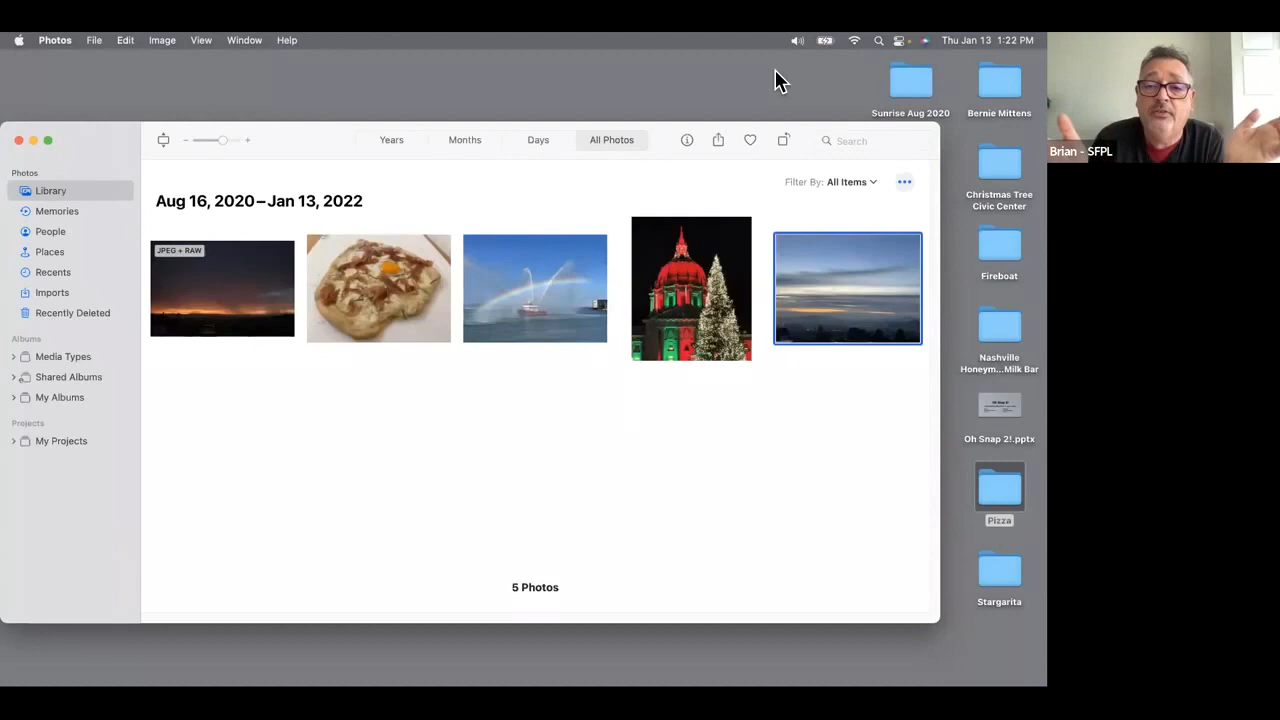 Photos File Edit Image View Window Help
Thu Jan 13 1:22 PM
Sunrise Aug 2020
Bernie Mittens
Brian - SFPL
Years Months Days All Photos
Search
Photos
Library
Memories
People
Places
Recents
Imports
Recently Deleted
Albums
Media Types
Shared Albums
My Albums
Projects
My Projects
Filter By: All Items
Aug 16, 2020–Jan 13, 2022
JPEG + RAW
5 Photos
Christmas Tree
Civic Center
Fireboat
Nashville
Honeym...Milk Bar
Oh Snap 2!
Oh Snap 2!.pptx
Pizza
Stargarita